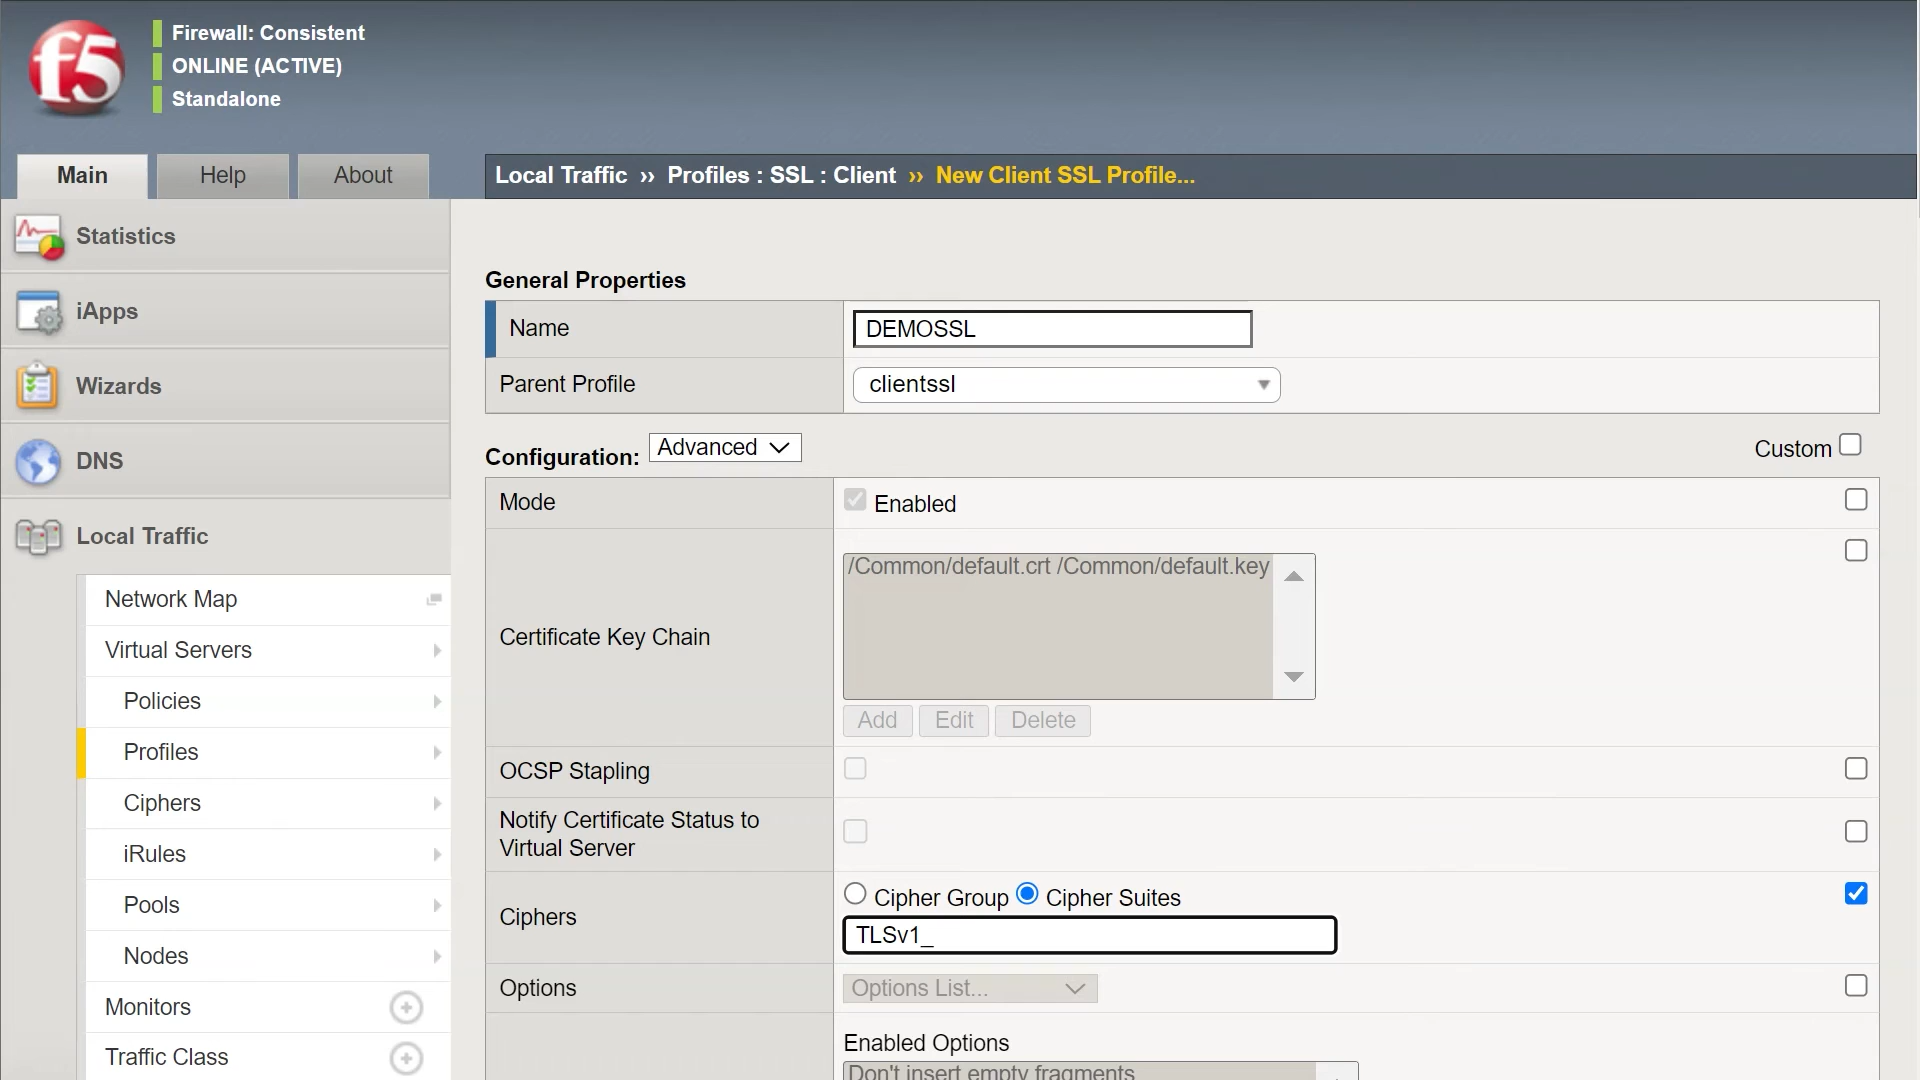 f5
Firewall: Consistent
ONLINE (ACTIVE)
Standalone
Main
Help
About
Local Traffic ›› Profiles : SSL : Client ›› New Client SSL Profile...
Statistics
iApps
Wizards
DNS
Local Traffic
Network Map
Virtual Servers
Policies
Profiles
Ciphers
iRules
Pools
Nodes
Monitors
Traffic Class
General Properties
Name
DEMOSSL
Parent Profile
clientssl
Configuration:
Advanced
Custom
Mode
Enabled
Certificate Key Chain
/Common/default.crt /Common/default.key
Add
Edit
Delete
OCSP Stapling
Notify Certificate Status to
Virtual Server
Ciphers
Cipher Group
Cipher Suites
TLSv1_
Options
Options List...
Enabled Options
Don't insert empty fragments